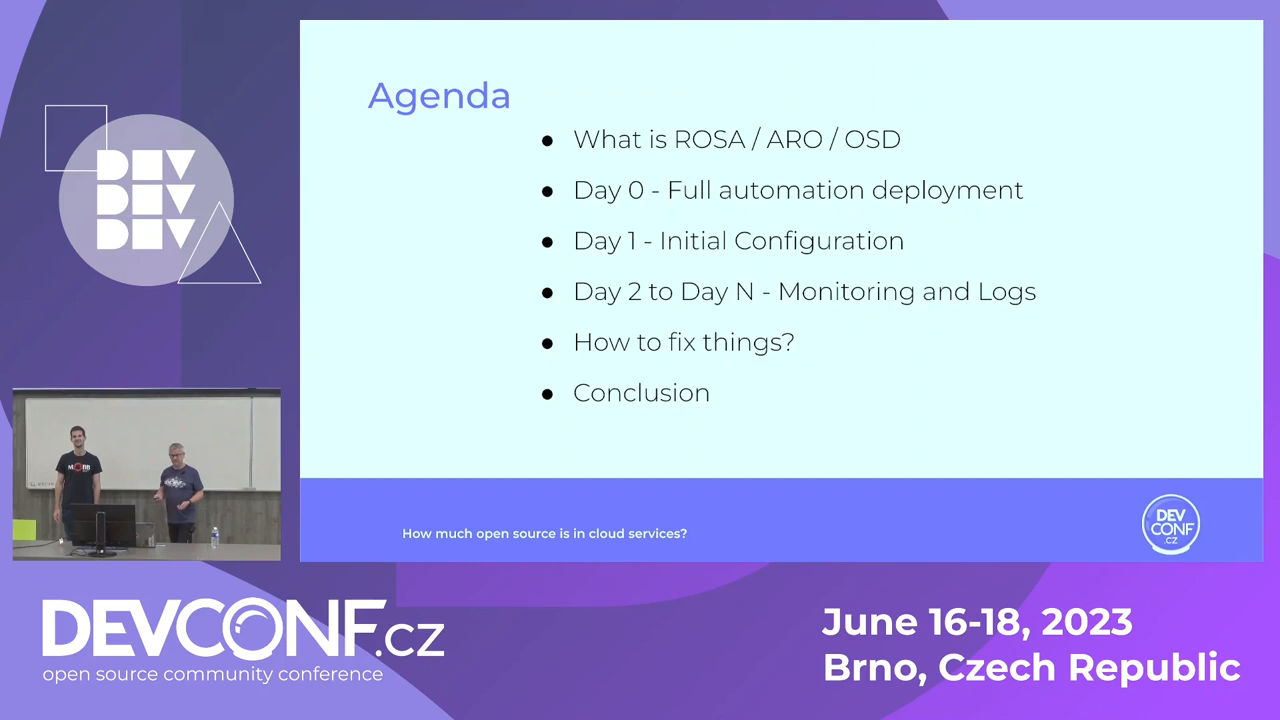 Agenda
● What is ROSA / ARO / OSD
● Day 0 - Full automation deployment
● Day 1 - Initial Configuration
● Day 2 to Day N - Monitoring and Logs
● How to fix things?
● Conclusion
How much open source is in cloud services?
DEV
CONF
.CZ
DEV
DEV
DEV
DEVCONF.CZ
open source community conference
June 16-18, 2023
Brno, Czech Republic